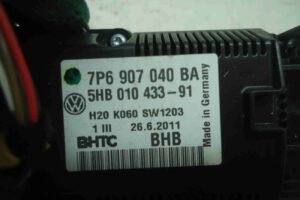 7P6 907 040 BA
5HB 010 433-91
H20 K060 SW1203
1 III 26.6.2011
BHTC BHB
Made in Germany